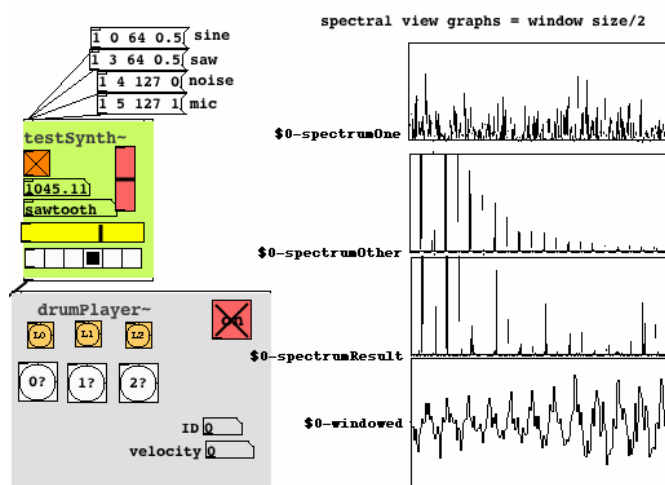 spectral view graphs = window size/2
1 0 64 0.5 sine
1 3 64 0.5 saw
1 4 127 0 noise
1 5 127 1 mic
testSynth~
1045.11
sawtooth
drumPlayer~
L0 L1 L2
on
0? 1? 2?
ID 0
velocity 0
$0-spectrumOne
$0-spectrumOther
$0-spectrumResult
$0-windowed